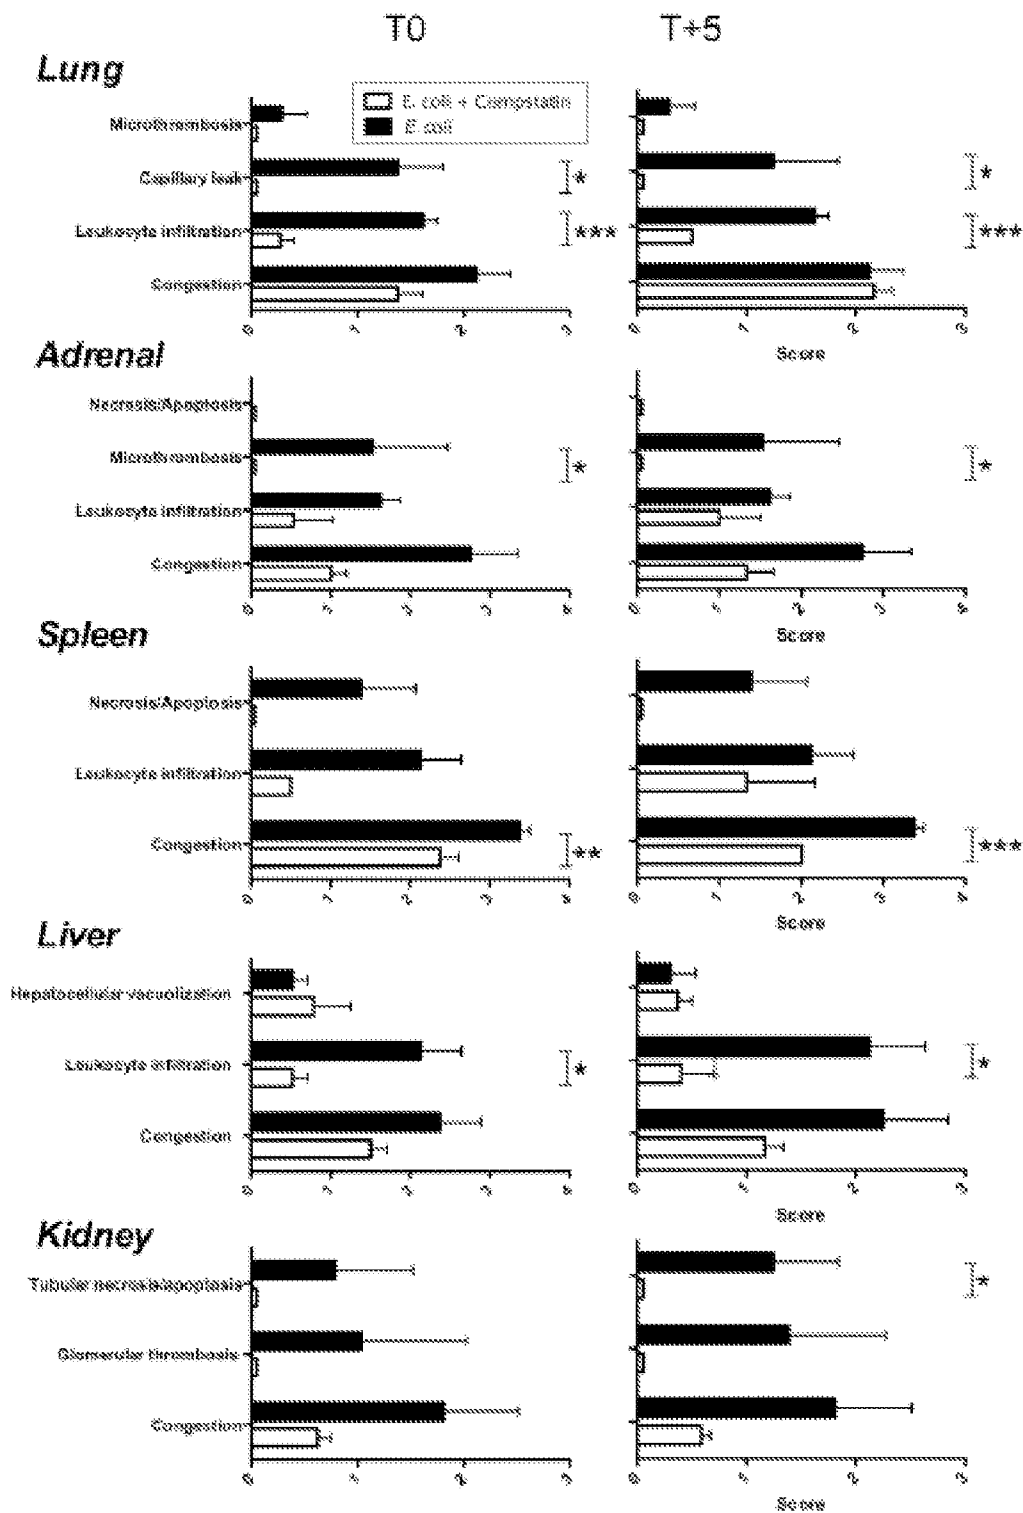 T0 T+5
Lung
E. coli + Compstatin
E. coli
Microthrombosis
Capillary leak
*
*
Leukocyte infiltration
***
***
Congestion
0 1 2 3
0 1 2 3
Score
Adrenal
Necrosis/Apoptosis
Microthrombosis
*
*
Leukocyte infiltration
Congestion
0 1 2 3 4
0 1 2 3 4
Score
Spleen
Necrosis/Apoptosis
Leukocyte infiltration
Congestion
**
***
0 1 2 3 4
0 1 2 3 4
Score
Liver
Hepatocellular vacuolization
Leukocyte infiltration
*
*
Congestion
0 1 2 3 4
0 1 2 3
Score
Kidney
Tubular necrosis/apoptosis
*
Glomerular thrombosis
Congestion
0 1 2 3
0 1 2 3
Score